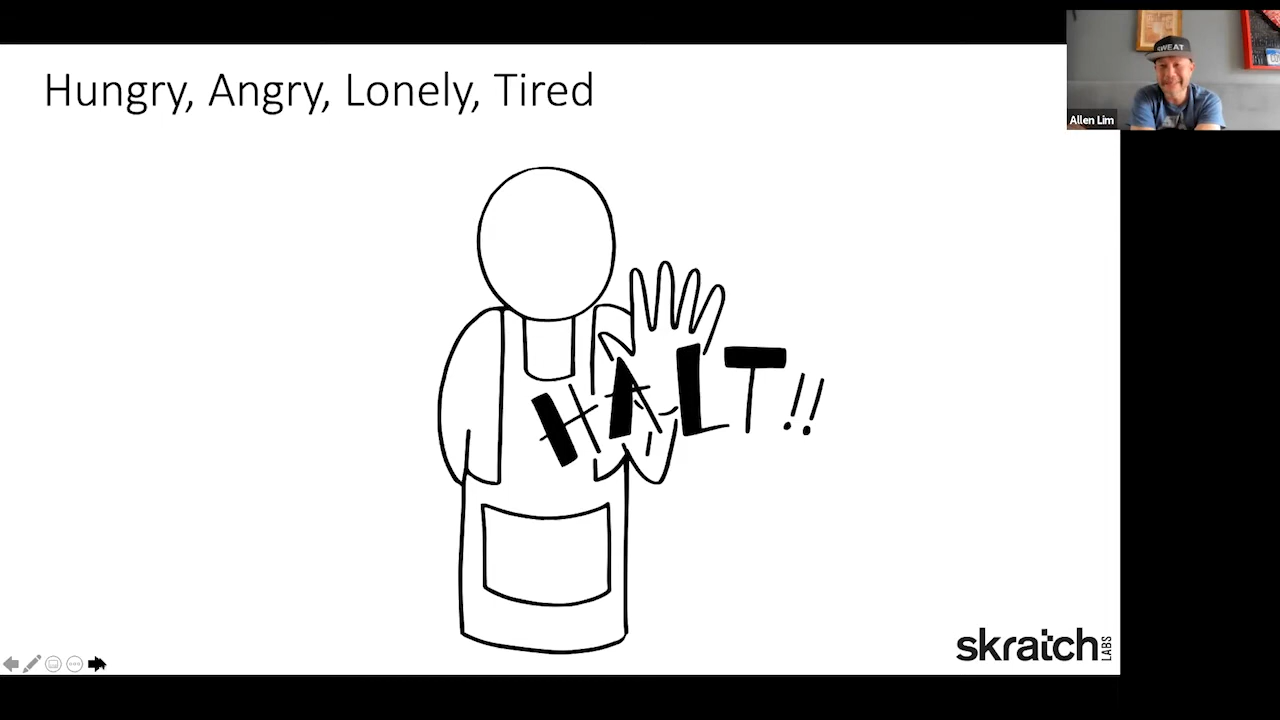 Hungry, Angry, Lonely, Tired
SWEAT
Allen Lim
HALT!!
skratch
LABS